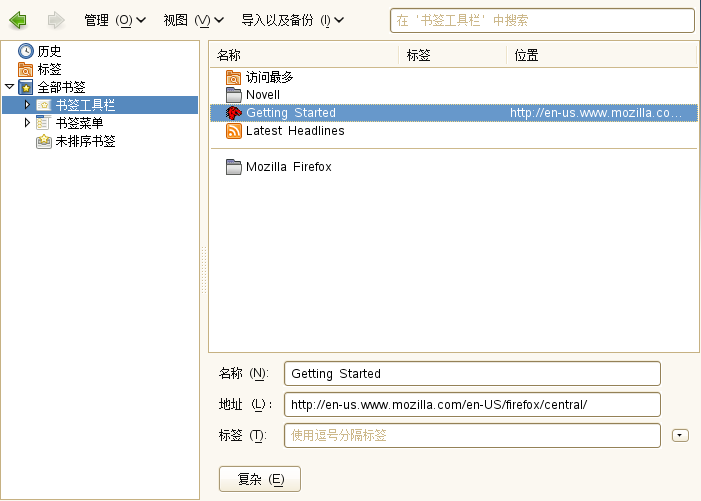 管理 (O) 视图 (V) 导入以及备份 (I) 在 '书签工具栏' 中搜索
历史
标签
全部书签
书签工具栏
书签菜单
未排序书签
名称 标签 位置
访问最多
Novell
Getting Started http://en-us.www.mozilla.co...
Latest Headlines
Mozilla Firefox
名称 (N): Getting Started
地址 (L): http://en-us.www.mozilla.com/en-US/firefox/central/
标签 (T): 使用逗号分隔标签
复杂 (E)